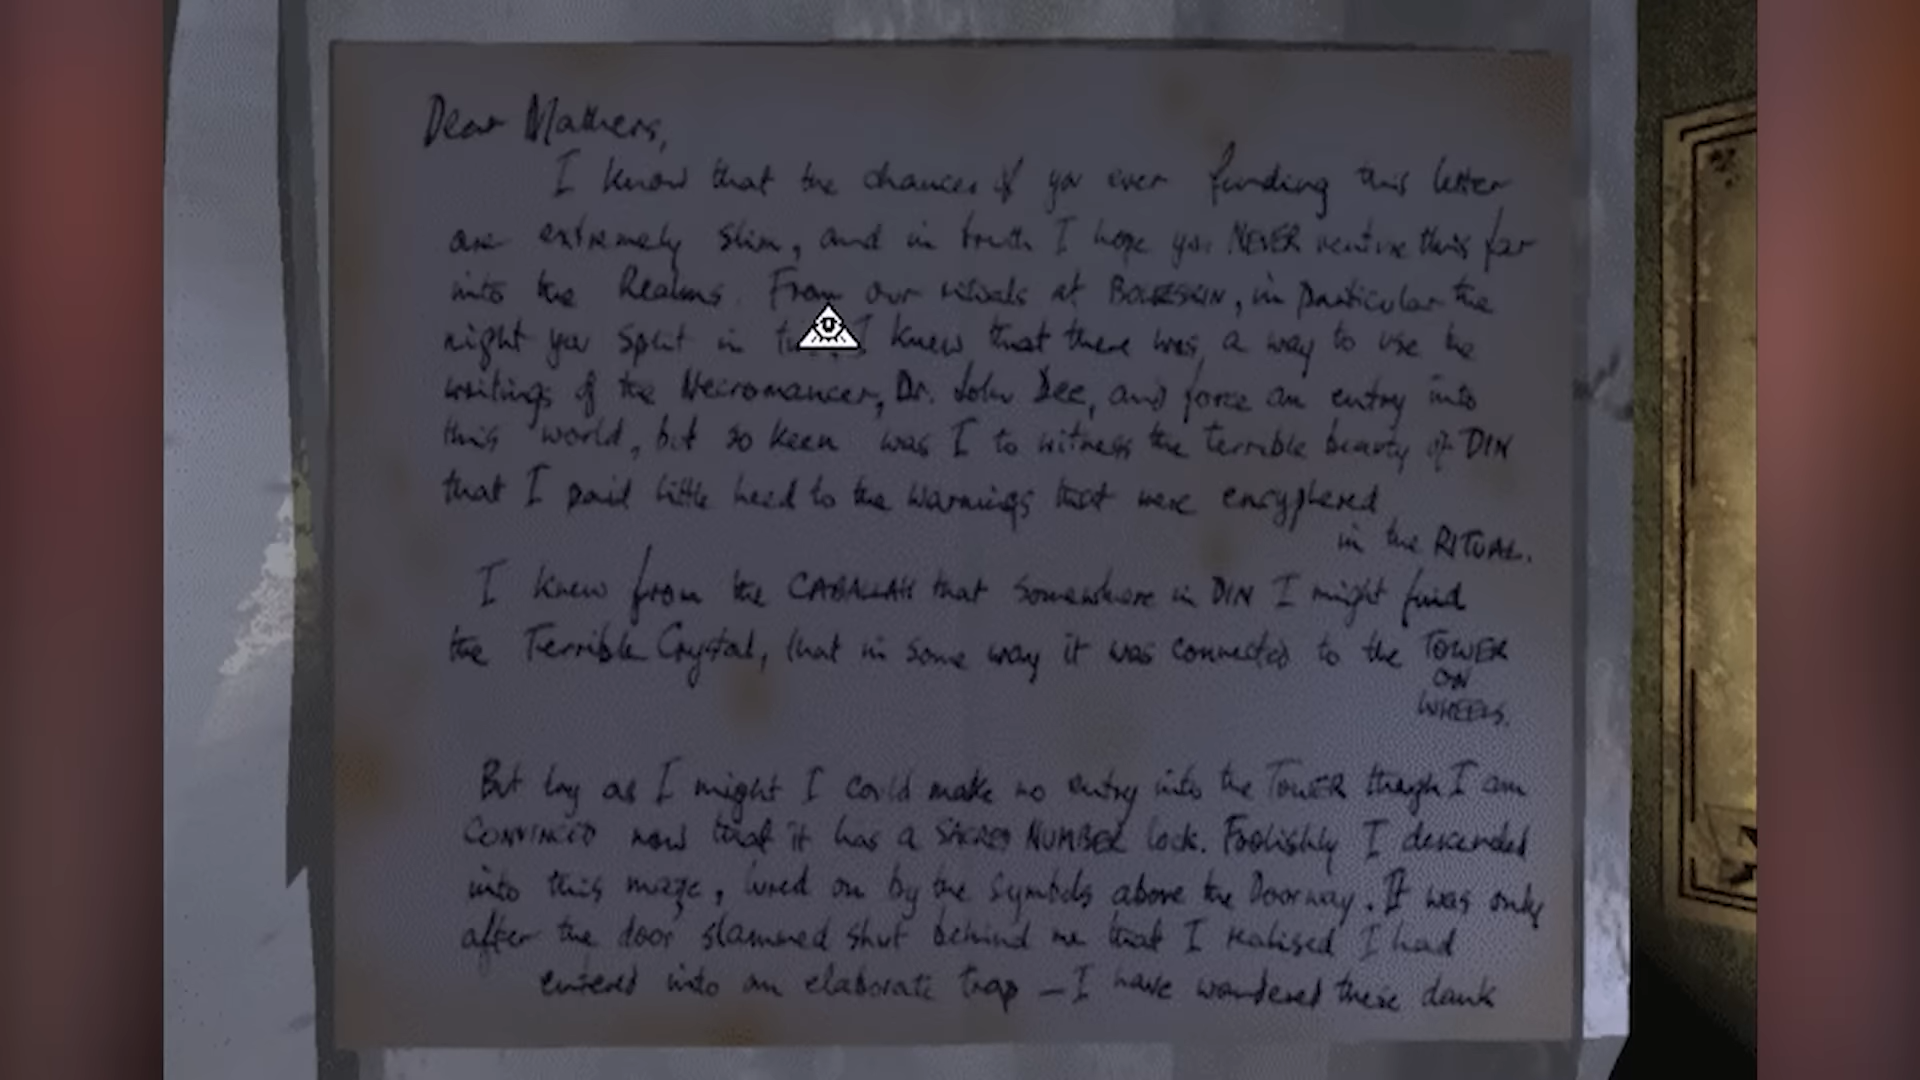 Dear Mathers,
I know that the chances of you ever finding this letter
are extremely slim, and in truth I hope you NEVER venture this far
into the Realms. From our rituals at BOLESKIN, in particular the
night you split in I knew that there was a way to use the
writings of the Necromancer, Dr. John Dee, and force an entry into
this world, but so keen was I to witness the terrible beauty of DIN
that I paid little heed to the warnings that were encyphered
in the RITUAL.
I knew from the CABALLAH that somewhere in DIN I might find
the Terrible Crystal, that in some way it was connected to the TOWER
ON
WHEELS.
But try as I might I could make no entry into the TOWER though I am
CONVINCED now that it has a SACRED NUMBER lock. Foolishly I descended
into this maze, lured on by the symbols above the Doorway. It was only
after the door slammed shut behind me that I realised I had
entered into an elaborate trap – I have wandered these dank